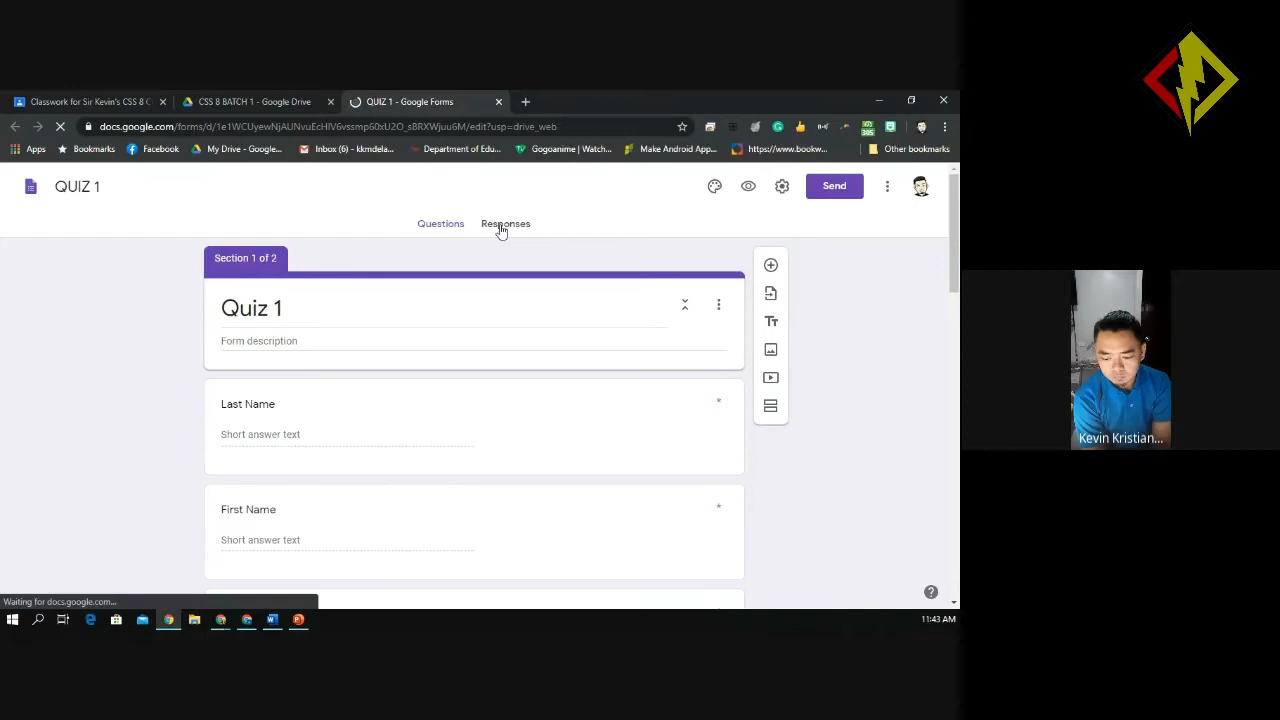 Classwork for Sir Kevin's CSS 8 C
CSS 8 BATCH 1 - Google Drive
QUIZ 1 - Google Forms
docs.google.com/forms/d/1e1WCUyewNjAUNvuEcHIV6vssmp60xU2O_sBRXWjuu6M/edit?usp=drive_web
Apps
Bookmarks
Facebook
My Drive - Google...
Inbox (6) - kkmdela...
Department of Edu...
Gogoanime | Watch...
Make Android App...
https://www.bookw...
Other bookmarks
QUIZ 1
Send
Questions
Responses
Section 1 of 2
Quiz 1
Form description
Last Name
*
Short answer text
First Name
*
Short answer text
Kevin Kristian...
Waiting for docs.google.com...
11:43 AM